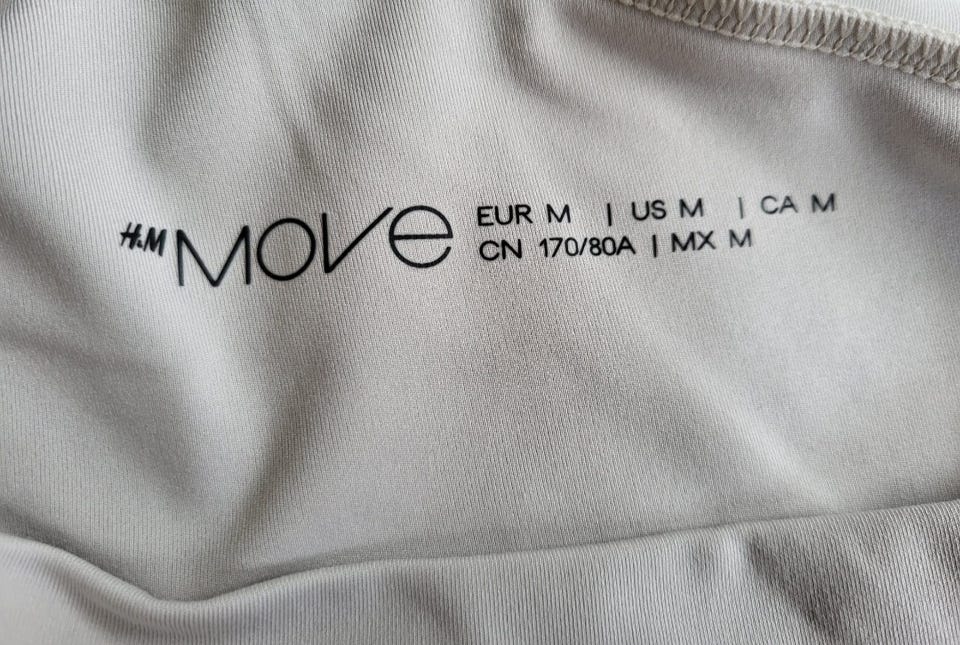 H&M MOVE
EUR M | US M | CA M
CN 170/80A | MX M